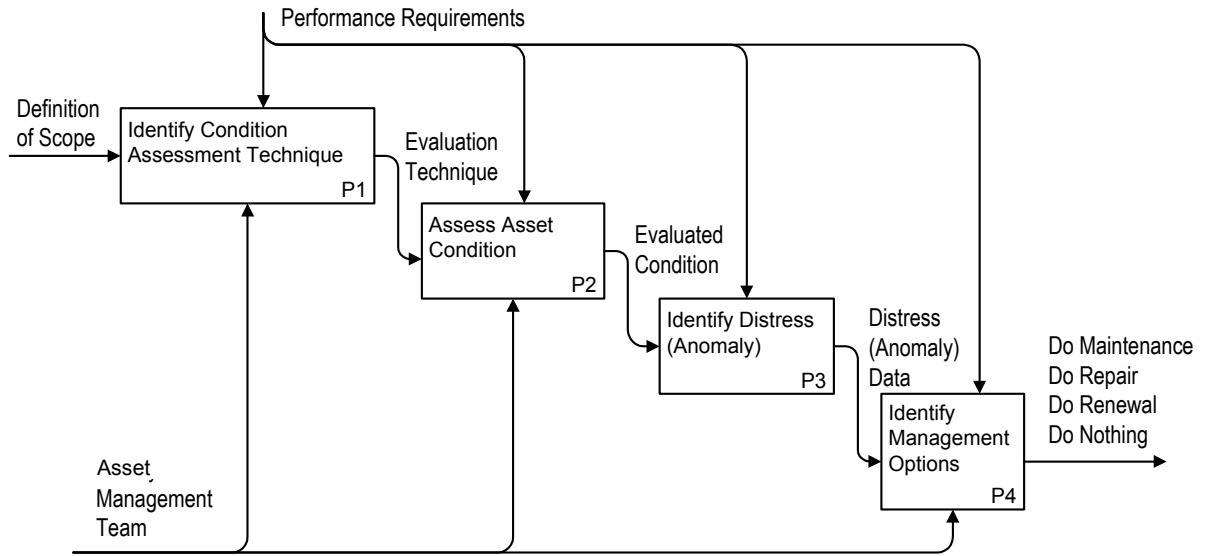 Performance Requirements
Definition
of Scope
Identify Condition
Assessment Technique
P1
Evaluation
Technique
Assess Asset
Condition
P2
Evaluated
Condition
Identify Distress
(Anomaly)
P3
Distress
(Anomaly)
Data
Identify
Management
Options
P4
Do Maintenance
Do Repair
Do Renewal
Do Nothing
Asset
Management
Team